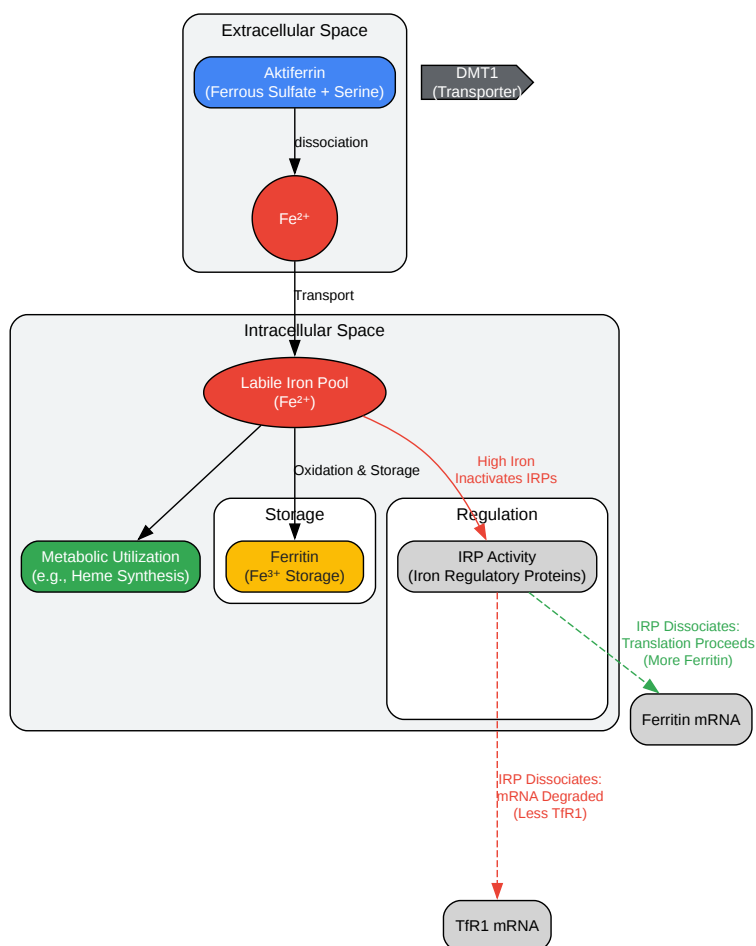 Extracellular Space
Aktiferrin
(Ferrous Sulfate + Serine)
DMT1
(Transporter)
dissociation
Fe²⁺
Transport
Intracellular Space
Labile Iron Pool
(Fe²⁺)
High Iron
Inactivates IRPs
Oxidation & Storage
Storage
Regulation
Metabolic Utilization
(e.g., Heme Synthesis)
Ferritin
(Fe³⁺ Storage)
IRP Activity
(Iron Regulatory Proteins)
IRP Dissociates:
Translation Proceeds
(More Ferritin)
Ferritin mRNA
IRP Dissociates:
mRNA Degraded
(Less TfR1)
TfR1 mRNA